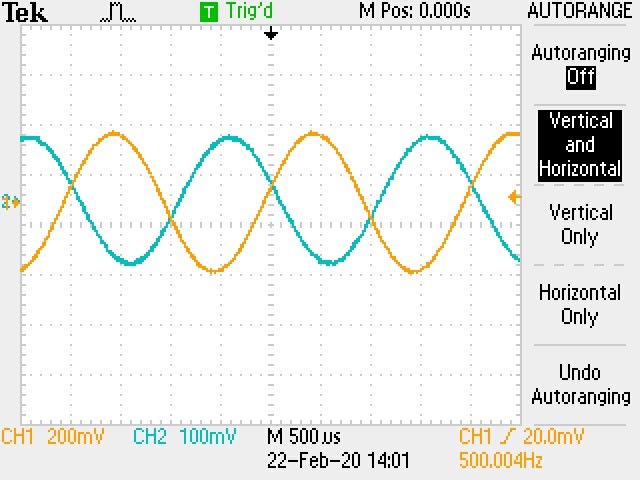 Tek T Trig'd M Pos: 0.000s AUTORANGE
Autoranging
Off
Vertical
and
Horizontal
Vertical
Only
Horizontal
Only
Undo
Autoranging
CH1 200mV CH2 100mV M 500µs CH1 20.0mV
22-Feb-20 14:01 500.004Hz